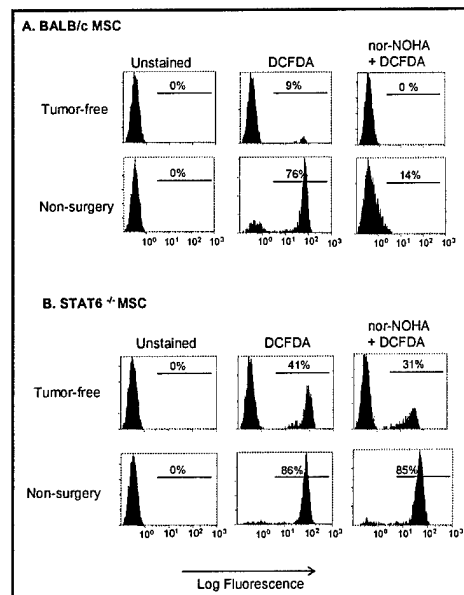 A. BALB/c MSC
Unstained
DCFDA
nor-NOHA
+ DCFDA
Tumor-free
0%
9%
0 %
Non-surgery
0%
76%
14%
10⁰ 10¹ 10² 10³
10⁰ 10¹ 10² 10³
10⁰ 10¹ 10² 10³
B. STAT6 -/- MSC
Unstained
DCFDA
nor-NOHA
+ DCFDA
Tumor-free
0%
41%
31%
Non-surgery
0%
86%
85%
10⁰ 10¹ 10² 10³
10⁰ 10¹ 10² 10³
10⁰ 10¹ 10² 10³
Log Fluorescence